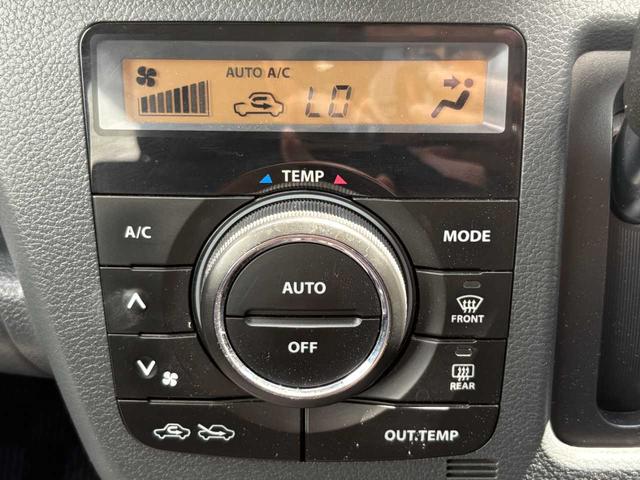 AUTO A/C
LO
TEMP
A/C
MODE
AUTO
FRONT
OFF
REAR
OUT.TEMP